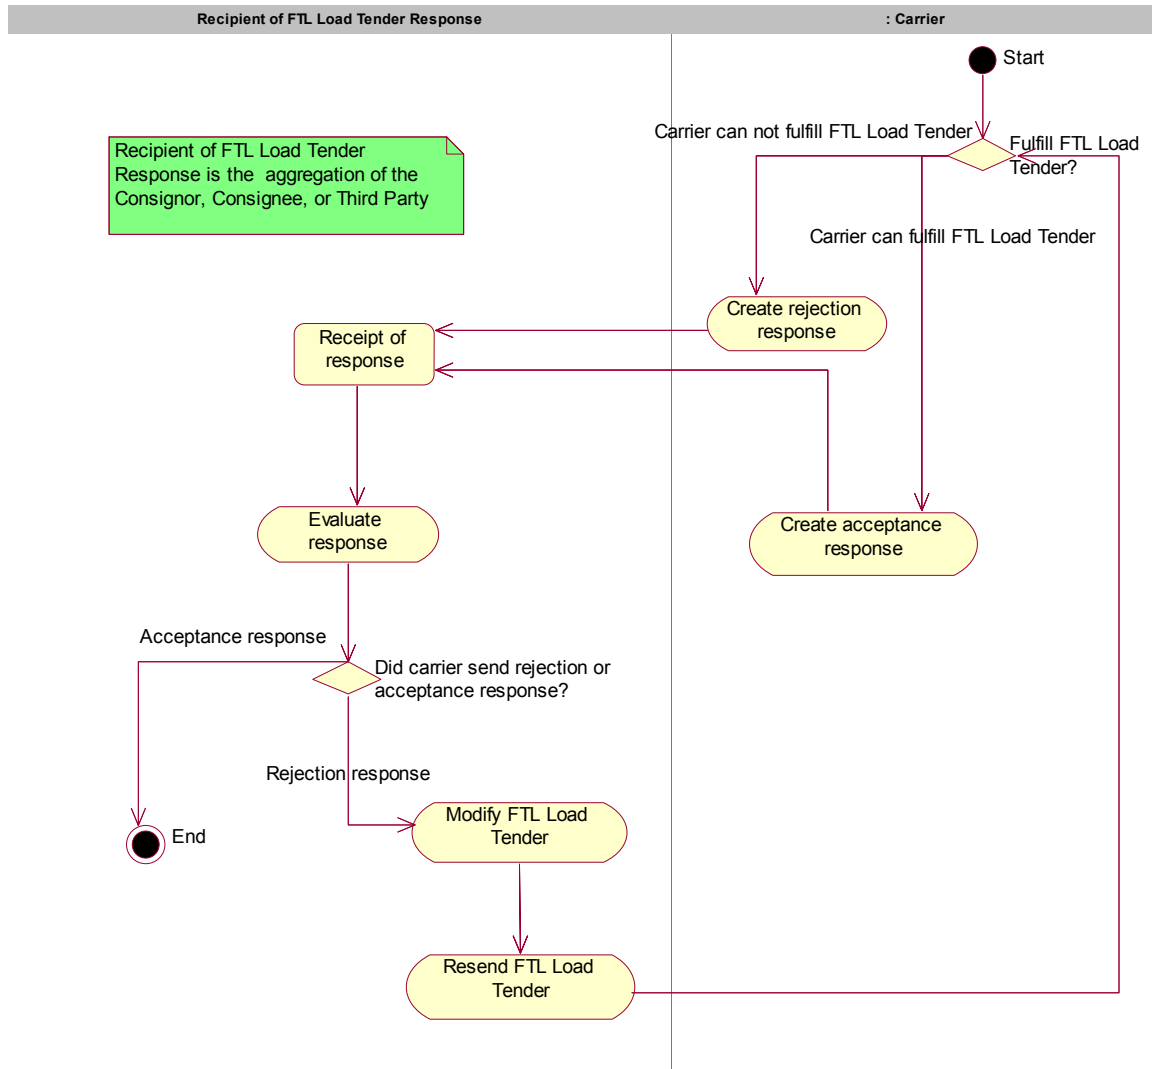 Recipient of FTL Load Tender Response
: Carrier
Start
Carrier can not fulfill FTL Load Tender
Fulfill FTL Load
Tender?
Recipient of FTL Load Tender
Response is the aggregation of the
Consignor, Consignee, or Third Party
Carrier can fulfill FTL Load Tender
Create rejection
response
Receipt of
response
Evaluate
response
Create acceptance
response
Acceptance response
Did carrier send rejection or
acceptance response?
Rejection response
Modify FTL Load
Tender
End
Resend FTL Load
Tender